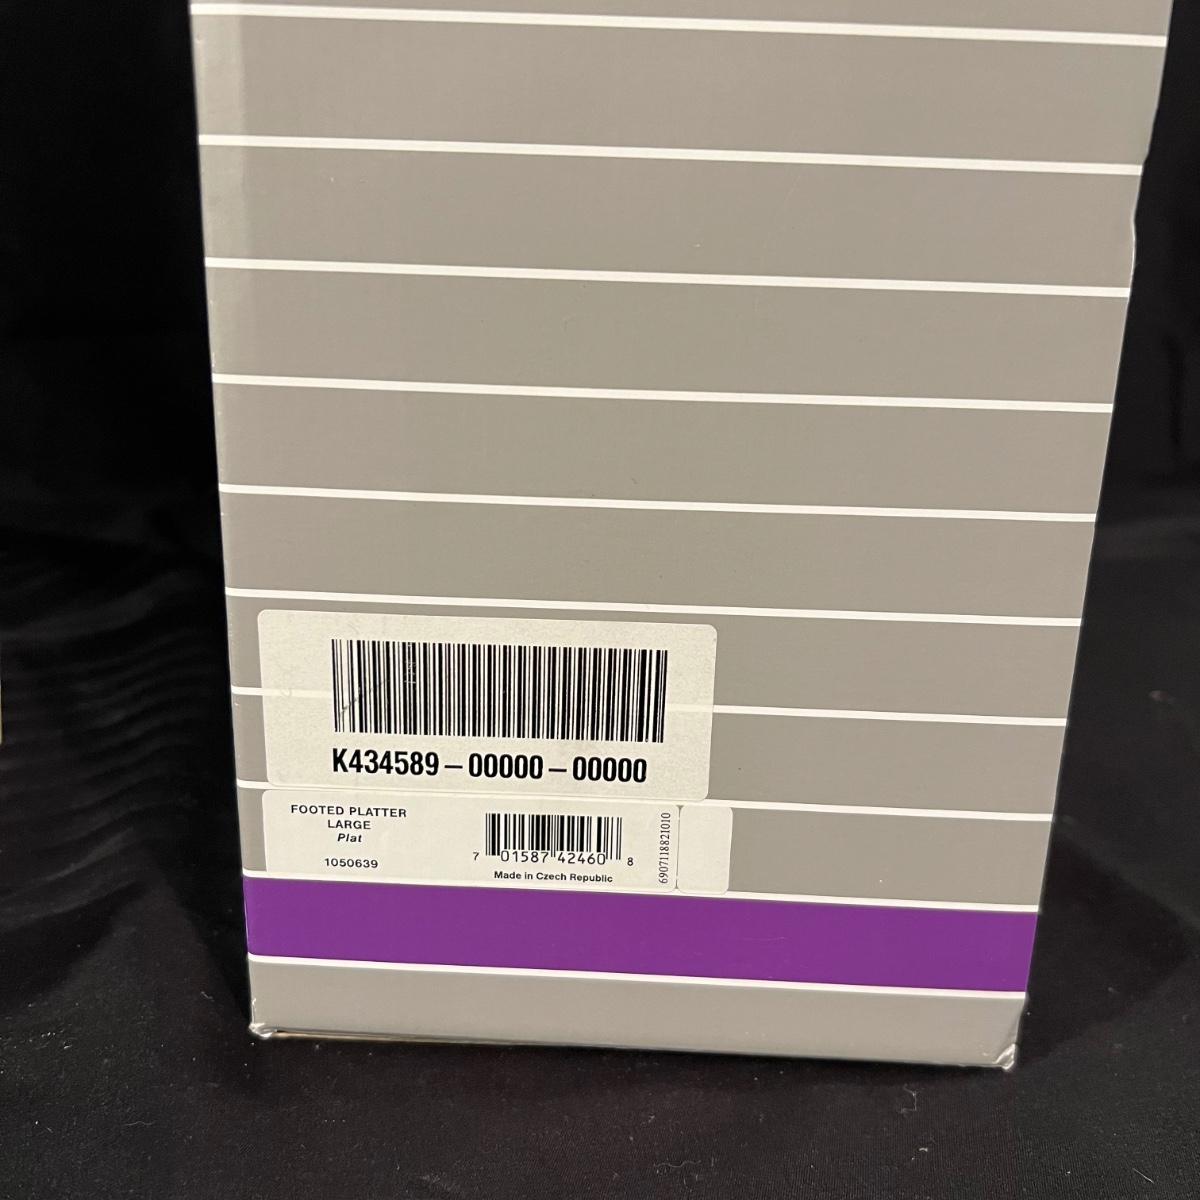 K434589-00000-00000
FOOTED PLATTER
LARGE
Plat
1050639
7 01587 42460 8
Made in Czech Republic
6907118821010